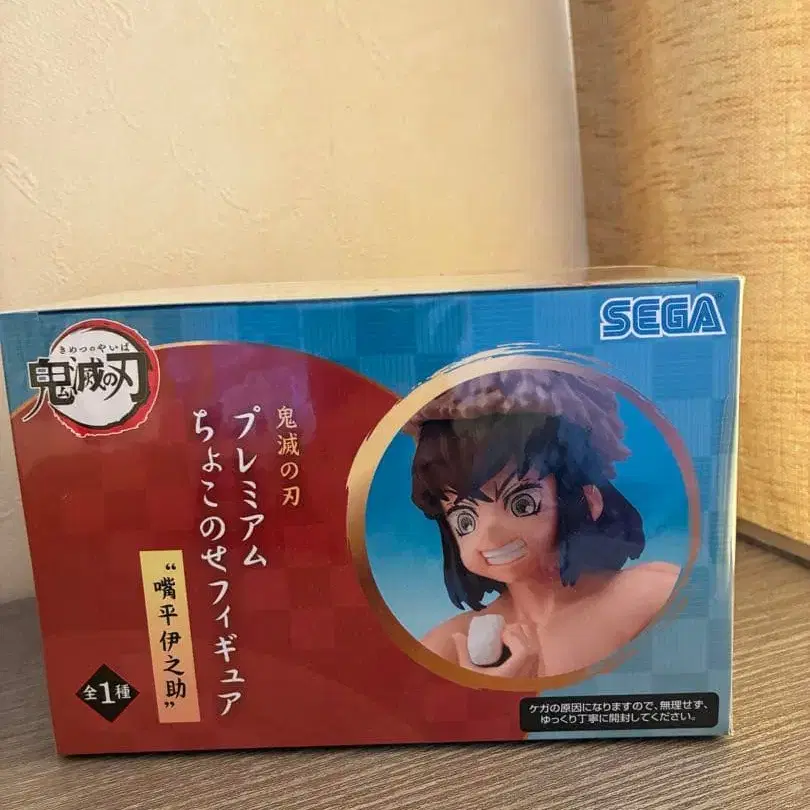 きめつのやいば
鬼滅の刃
SEGA
鬼滅の刃
プレミアム
ちょこのせフィギュア
“嘴平伊之助”
全1種
ケガの原因になりますので、無理せず、
ゆっくり丁寧に開封してください。